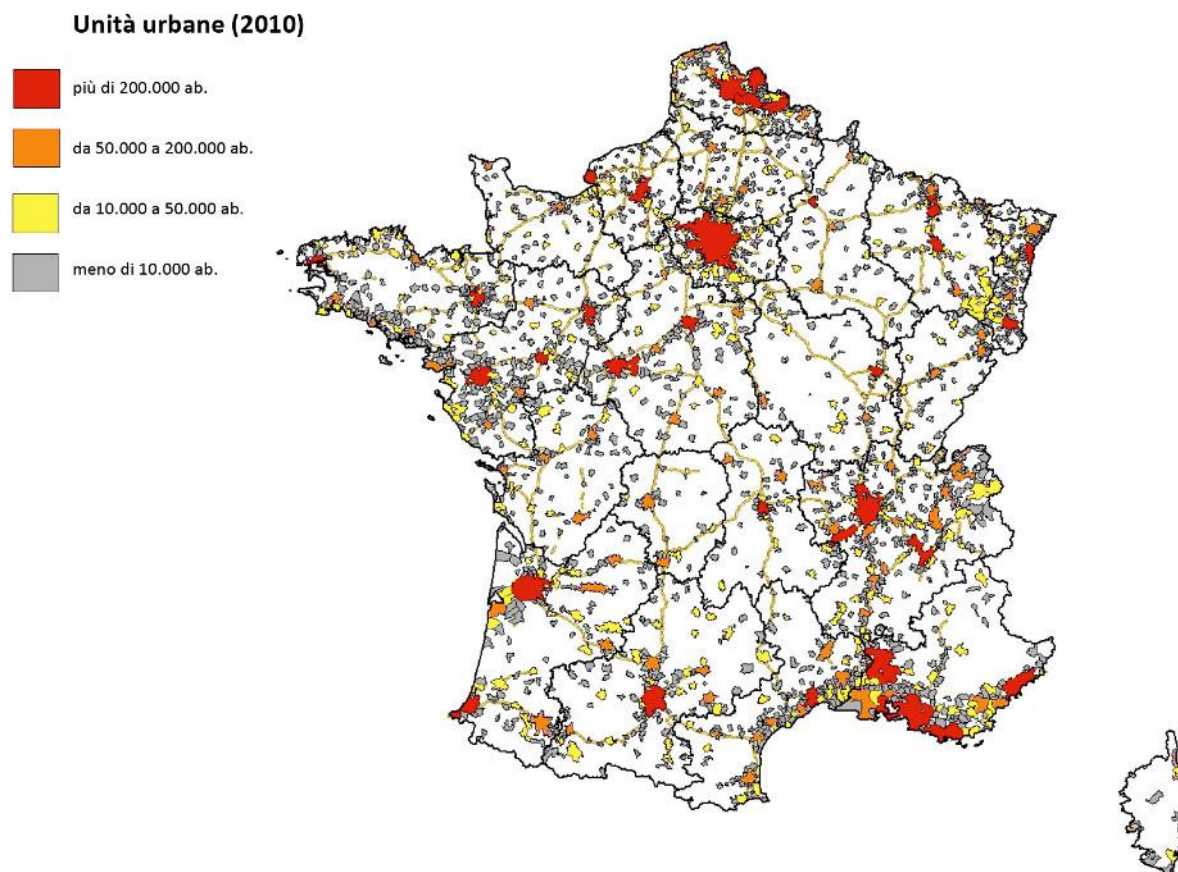 Unità urbane (2010)
più di 200.000 ab.
da 50.000 a 200.000 ab.
da 10.000 a 50.000 ab.
meno di 10.000 ab.